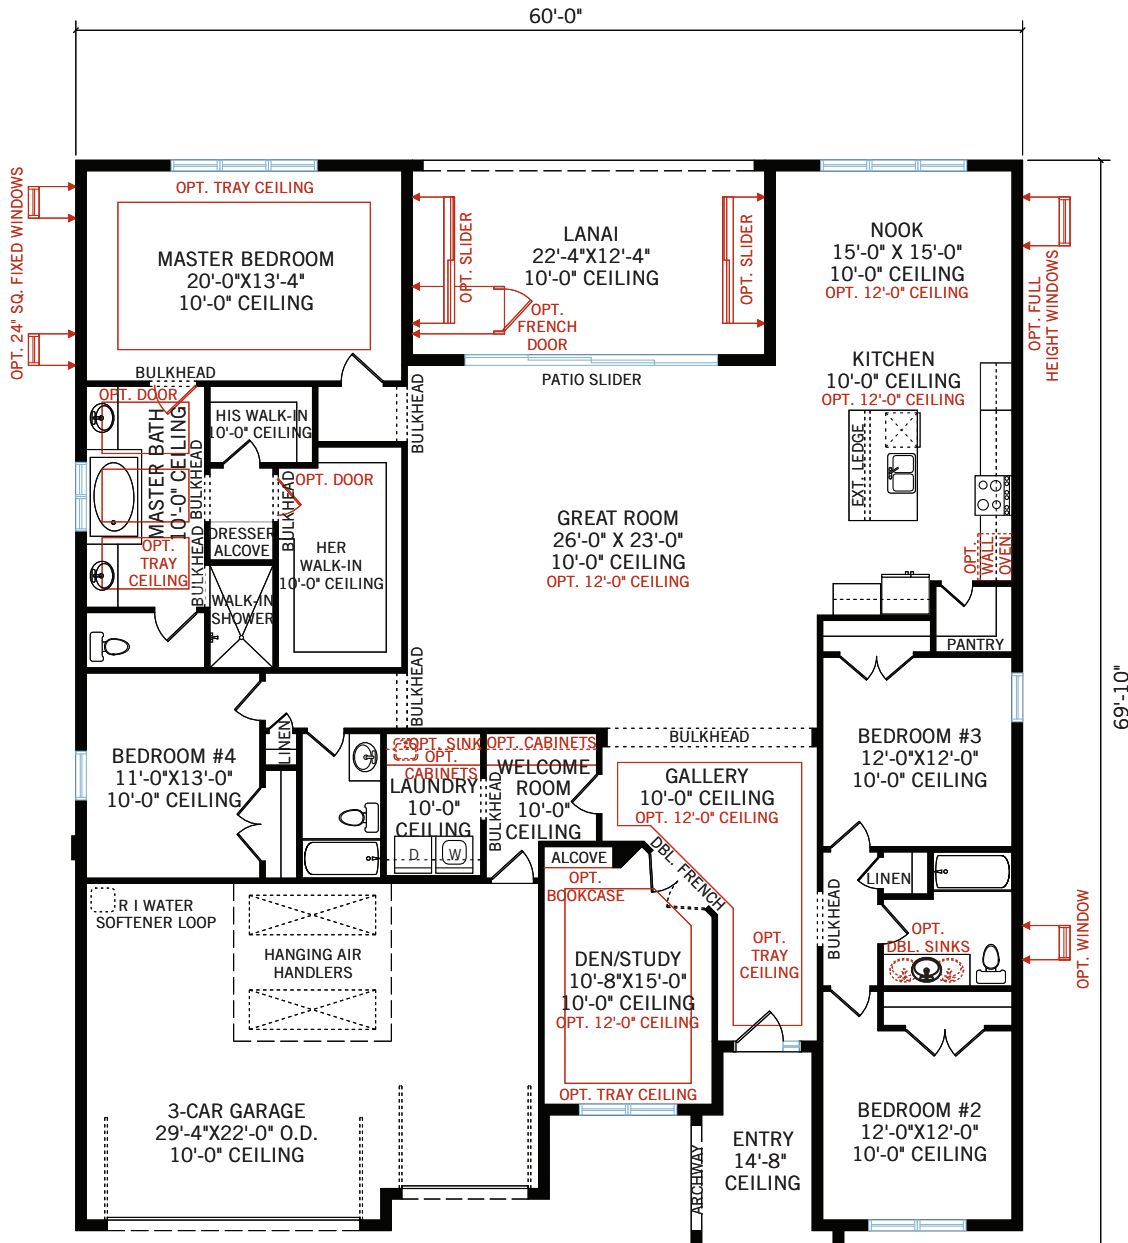 60'-0"
OPT. 24" SQ. FIXED WINDOWS
OPT. TRAY CEILING
MASTER BEDROOM
20'-0"X13'-4"
10'-0" CEILING
BULKHEAD
OPT. SLIDER
LANAI
22'-4"X12'-4"
10'-0" CEILING
OPT. SLIDER
OPT.
FRENCH
DOOR
PATIO SLIDER
NOOK
15'-0" X 15'-0"
10'-0" CEILING
OPT. 12'-0" CEILING
OPT. FULL
HEIGHT WINDOWS
KITCHEN
10'-0" CEILING
OPT. 12'-0" CEILING
EXT. LEDGE
OPT.
WALL
OVEN
PANTRY
OPT. DOOR
MASTER BATH
10'-0" CEILING
OPT.
TRAY
CEILING
BULKHEAD
BULKHEAD
HIS WALK-IN
10'-0" CEILING
BULKHEAD
OPT. DOOR
BULKHEAD
DRESSER
ALCOVE
HER
WALK-IN
10'-0" CEILING
WALK-IN
SHOWER
GREAT ROOM
26'-0" X 23'-0"
10'-0" CEILING
OPT. 12'-0" CEILING
BULKHEAD
BULKHEAD
69'-10"
BEDROOM #4
11'-0"X13'-0"
10'-0" CEILING
LINEN
OPT. SINK
OPT.
CABINETS
LAUNDRY
10'-0"
CEILING
D
W
OPT. CABINETS
WELCOME
ROOM
10'-0"
CEILING
BULKHEAD
GALLERY
10'-0" CEILING
OPT. 12'-0" CEILING
DBL. FRENCH
OPT.
TRAY
CEILING
BEDROOM #3
12'-0"X12'-0"
10'-0" CEILING
LINEN
BULKHEAD
OPT.
DBL. SINKS
OPT. WINDOW
ALCOVE
OPT.
BOOKCASE
DEN/STUDY
10'-8"X15'-0"
10'-0" CEILING
OPT. 12'-0" CEILING
OPT. TRAY CEILING
R I WATER
SOFTENER LOOP
HANGING AIR
HANDLERS
3-CAR GARAGE
29'-4"X22'-0" O.D.
10'-0" CEILING
ARCHWAY
ENTRY
14'-8"
CEILING
BEDROOM #2
12'-0"X12'-0"
10'-0" CEILING